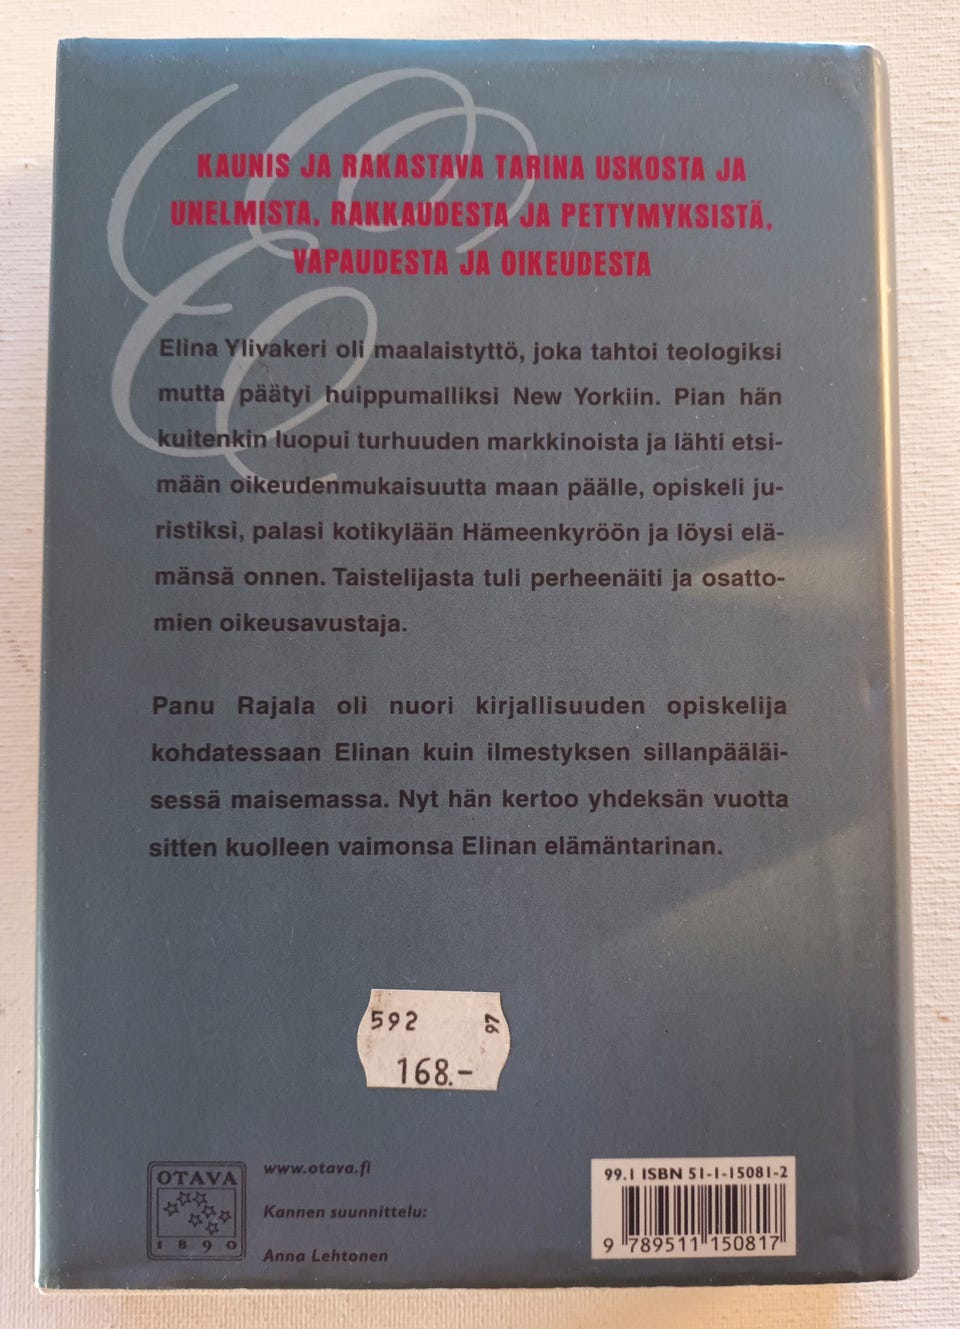 KAUNIS JA RAKASTAVA TARINA USKOSTA JA
UNELMISTA, RAKKAUDESTA JA PETTYMYKSISTÄ,
VAPAUDESTA JA OIKEUDESTA
Elina Ylivakeri oli maalaistyttö, joka tahtoi teologiksi
mutta päätyi huippumalliksi New Yorkiin. Pian hän
kuitenkin luopui turhuuden markkinoista ja lähti etsi-
mään oikeudenmukaisuutta maan päälle, opiskeli ju-
ristiksi, palasi kotikylään Hämeenkyröön ja löysi elä-
mänsä onnen. Taistelijasta tuli perheenäiti ja osatto-
mien oikeusavustaja.
Panu Rajala oli nuori kirjallisuuden opiskelija
kohdatessaan Elinan kuin ilmestyksen sillanpääläi-
sessä maisemassa. Nyt hän kertoo yhdeksän vuotta
sitten kuolleen vaimonsa Elinan elämäntarinan.
592 97
168.-
OTAVA
1890
www.otava.fi
Kannen suunnittelu:
Anna Lehtonen
99.1 ISBN 51-1-15081-2
9 789511 150817